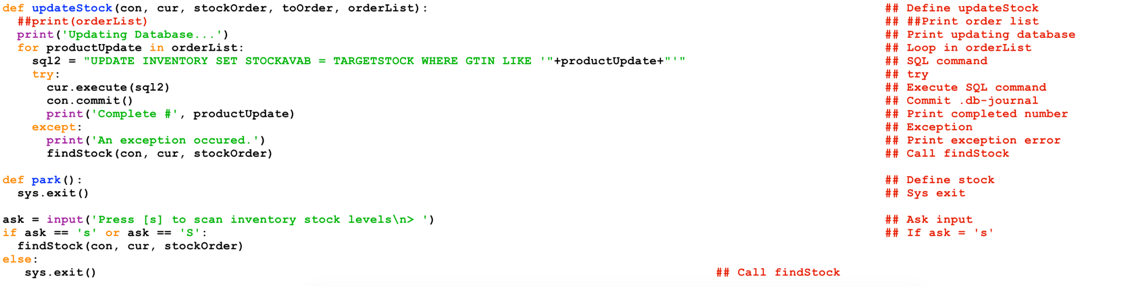 def updateStock(con, cur, stockOrder, toOrder, orderList): ## Define updateStock
  ##print(orderList) ## ##Print order list
  print('Updating Database...') ## Print updating database
  for productUpdate in orderList: ## Loop in orderList
    sql2 = "UPDATE INVENTORY SET STOCKAVAB = TARGETSTOCK WHERE GTIN LIKE '"+productUpdate+"'" ## SQL command
    try: ## try
      cur.execute(sql2) ## Execute SQL command
      con.commit() ## Commit .db-journal
      print('Complete #', productUpdate) ## Print completed number
    except: ## Exception
      print('An exception occured.') ## Print exception error
      findStock(con, cur, stockOrder) ## Call findStock
def park(): ## Define stock
  sys.exit() ## Sys exit
ask = input('Press [s] to scan inventory stock levels\n> ') ## Ask input
if ask == 's' or ask == 'S': ## If ask = 's'
  findStock(con, cur, stockOrder)
else:
   sys.exit() ## Call findStock